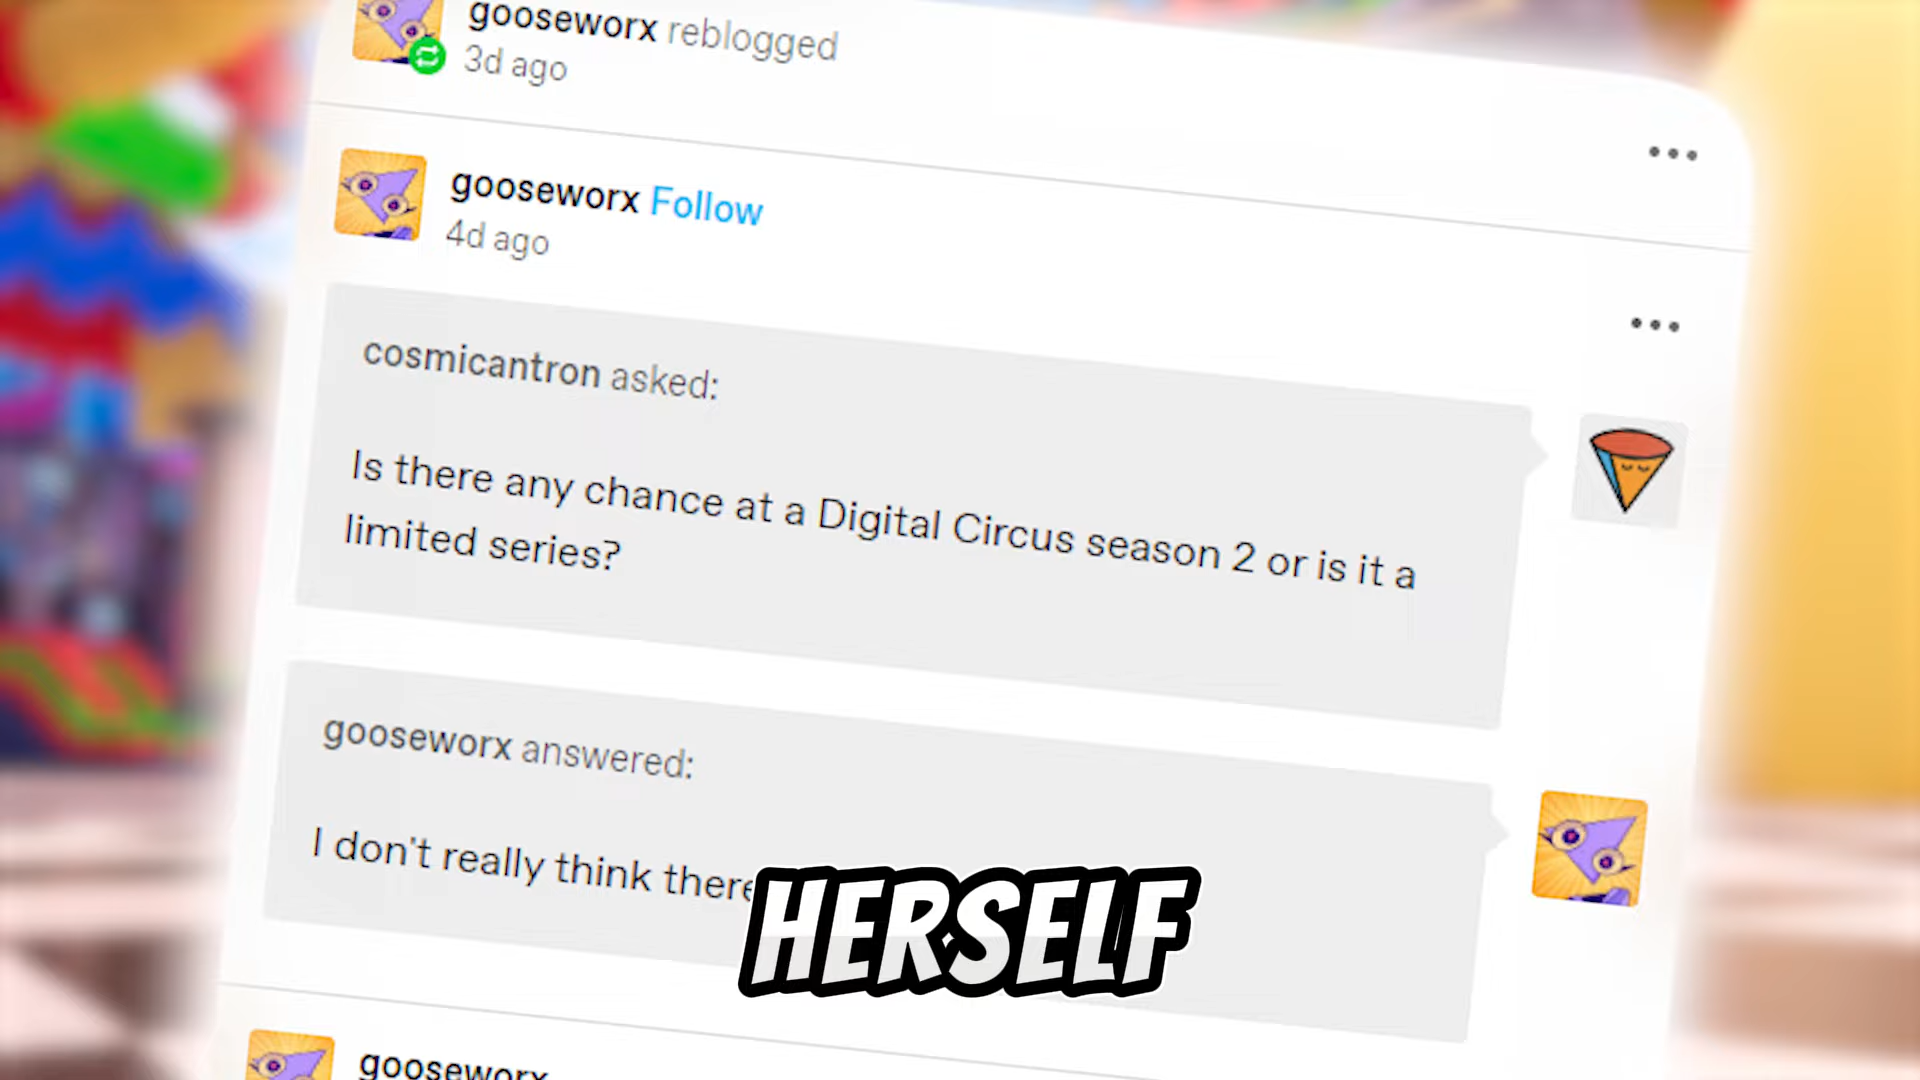 gooseworx reblogged
3d ago
gooseworx Follow
4d ago
cosmicantron asked:
Is there any chance at a Digital Circus season 2 or is it a
limited series?
gooseworx answered:
I don't really think there
HERSELF
gooseworx